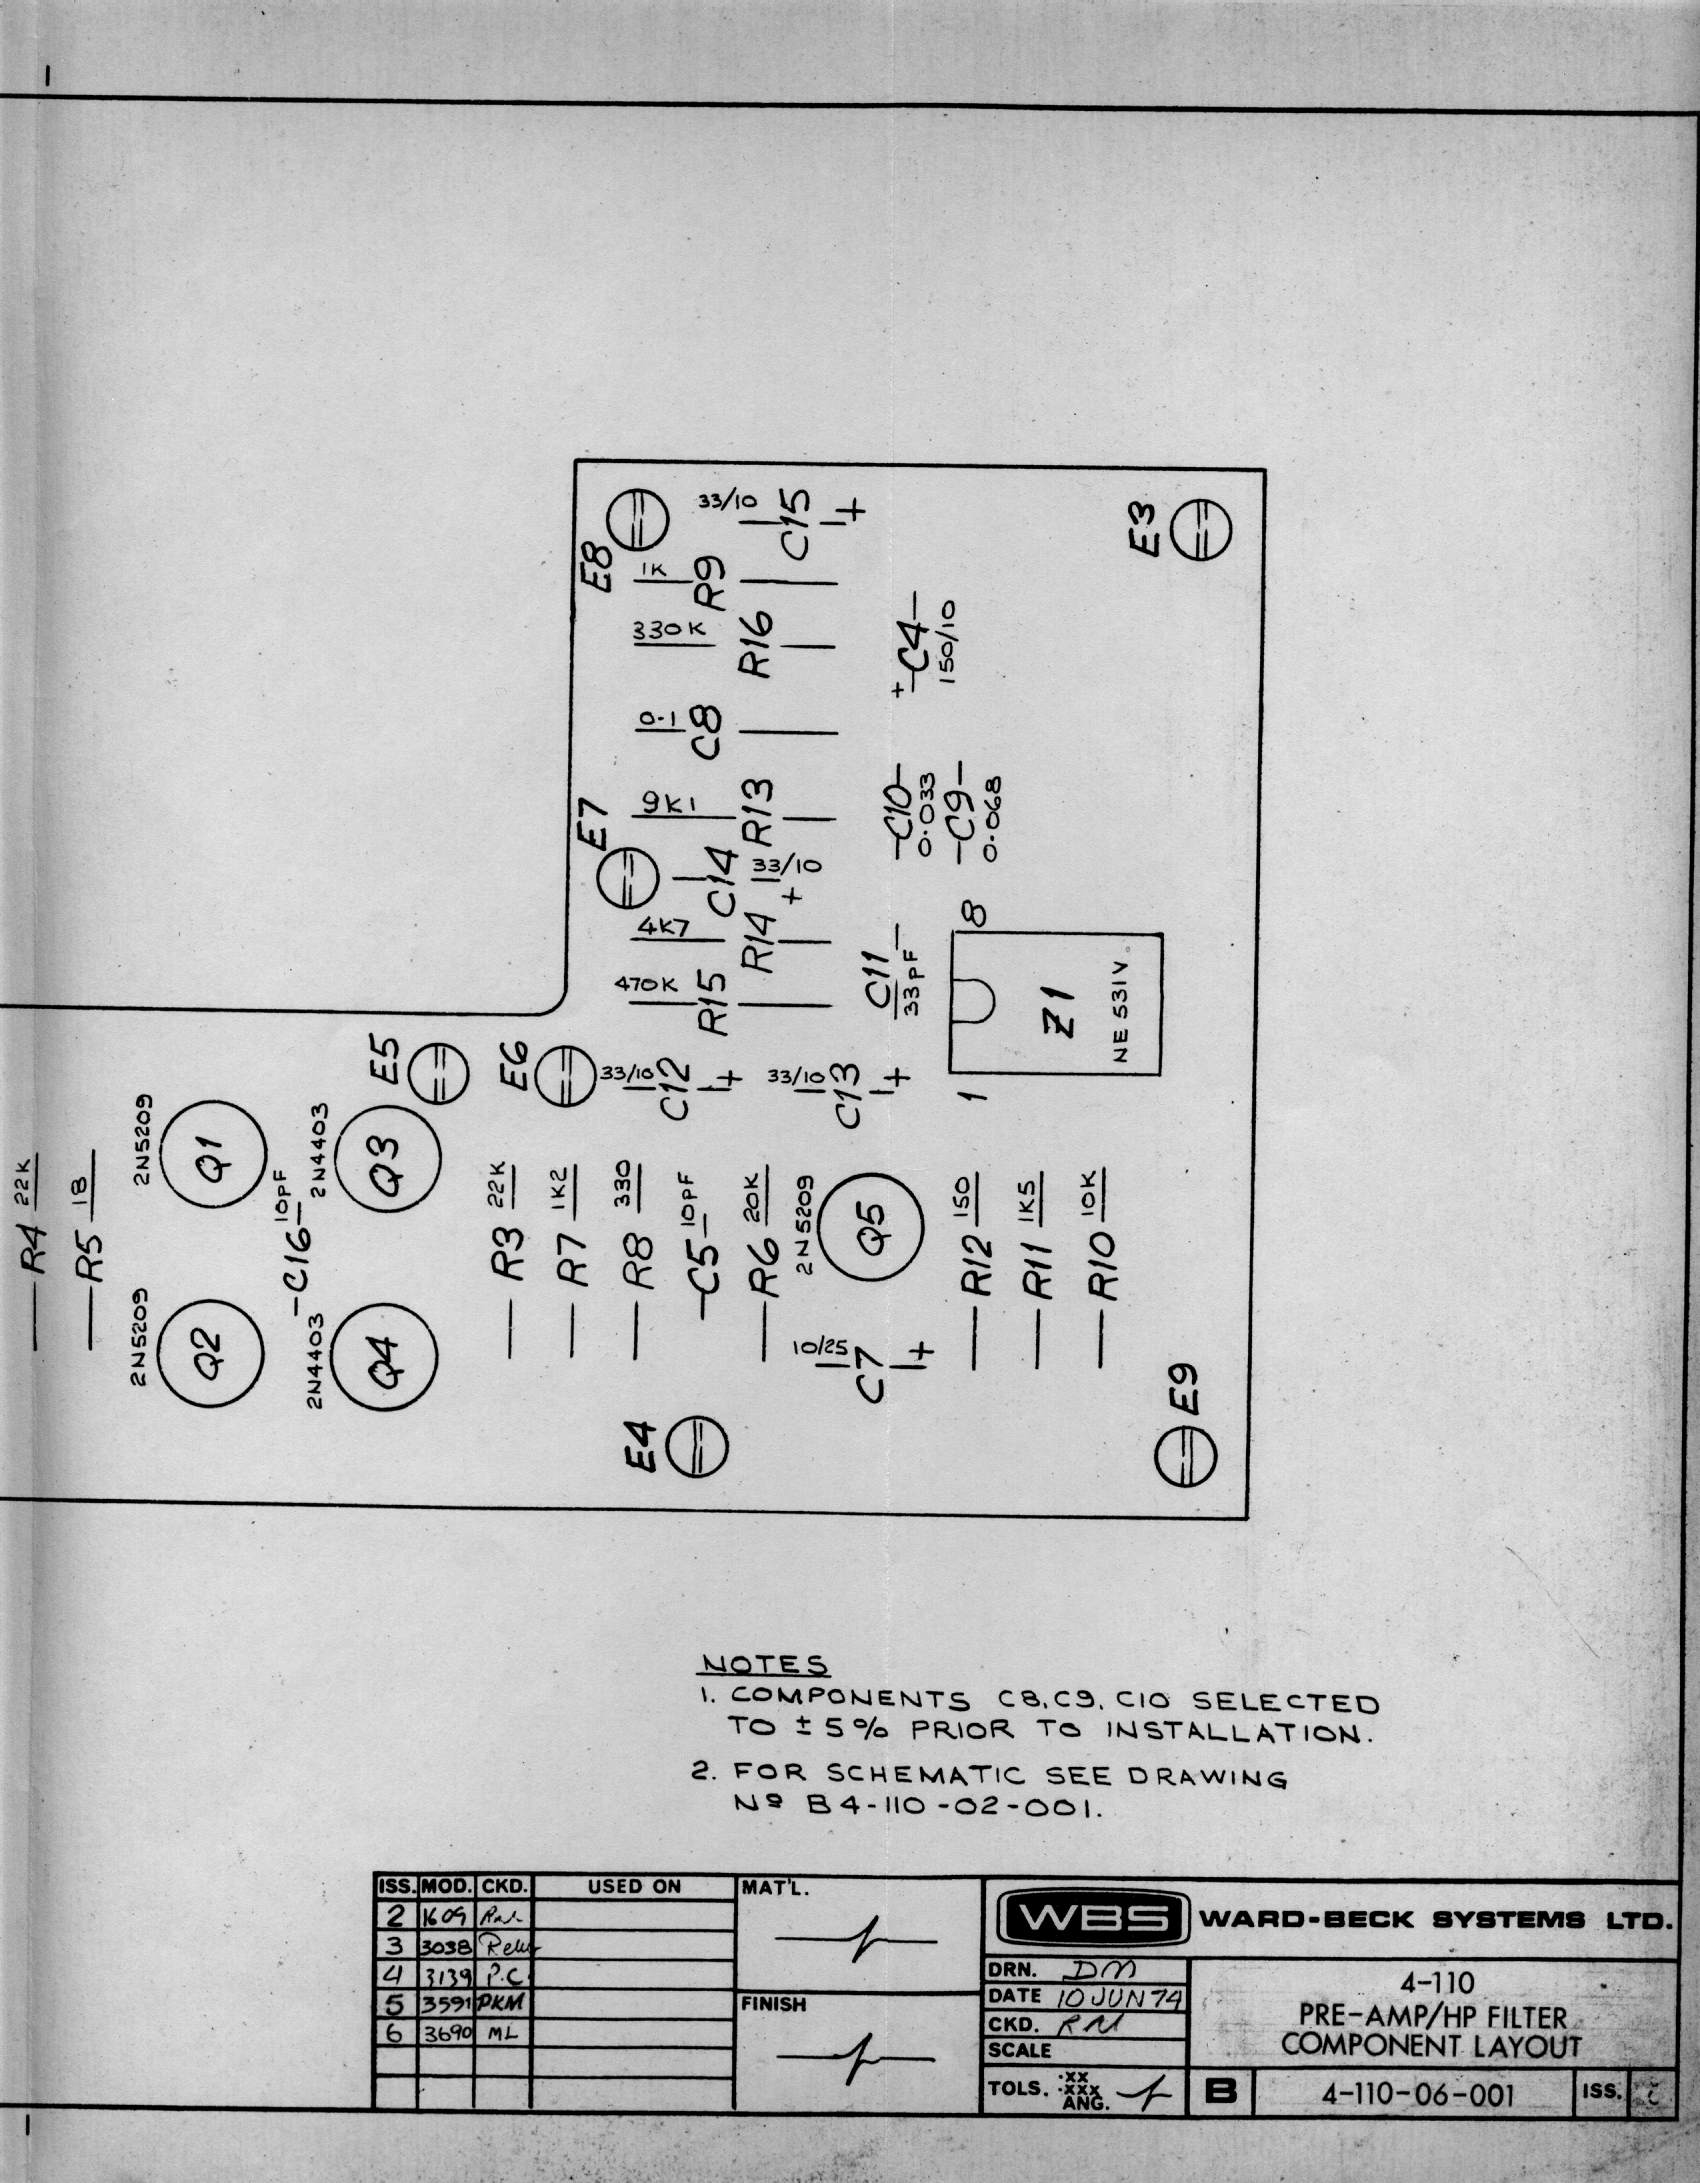 E8
33/10
C15
+
E3
1K
R9
330K
R16
+
C4
150/10
0.1
C8
E7
9K1
R13
C10
0.033
C9
0.068
C14
33/10
+
4K7
R14
470K
R15
C11
33PF
8
Z1
NE 531V
1
E5
E6
33/10
C12
+
33/10
C13
+
R4 22K
R5 18
2N5209
Q1
C16 10PF
2N4403
Q3
2N5209
Q2
2N4403
Q4
R3 22K
R7 1K2
R8 330
C5 10PF
R6 20K
2N5209
Q5
R12 150
R11 1K5
R10 10K
10/25
C7
+
E4
E9
NOTES
1. COMPONENTS C8, C9, C10 SELECTED
TO ± 5% PRIOR TO INSTALLATION.
2. FOR SCHEMATIC SEE DRAWING
Nº B4-110-02-001.
ISS. MOD. CKD. USED ON MAT'L.
2 1609
3 3038
4 3139 P.C.
5 3591 PKM
6 3690 ML
FINISH
WBS WARD-BECK SYSTEMS LTD.
DRN. DM
DATE 10 JUN 74
CKD. RM
SCALE
TOLS. .XX
.XXX
ANG.
4-110
PRE-AMP/HP FILTER
COMPONENT LAYOUT
B 4-110-06-001 ISS.